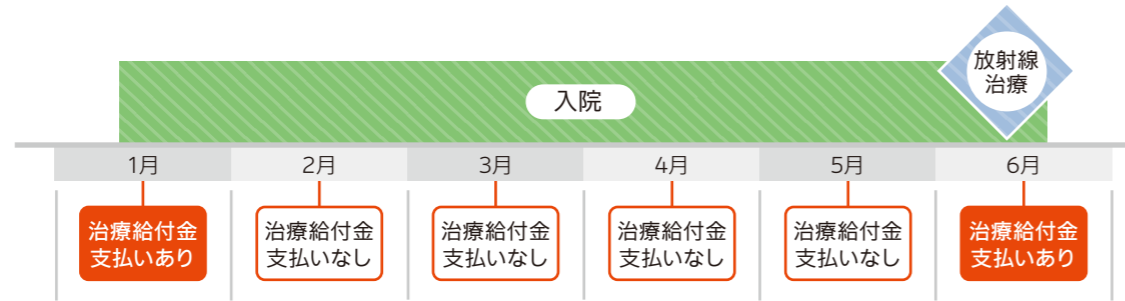 放射線
治療
入院
1月
2月
3月
4月
5月
6月
治療給付金
支払いあり
治療給付金
支払いなし
治療給付金
支払いなし
治療給付金
支払いなし
治療給付金
支払いなし
治療給付金
支払いあり